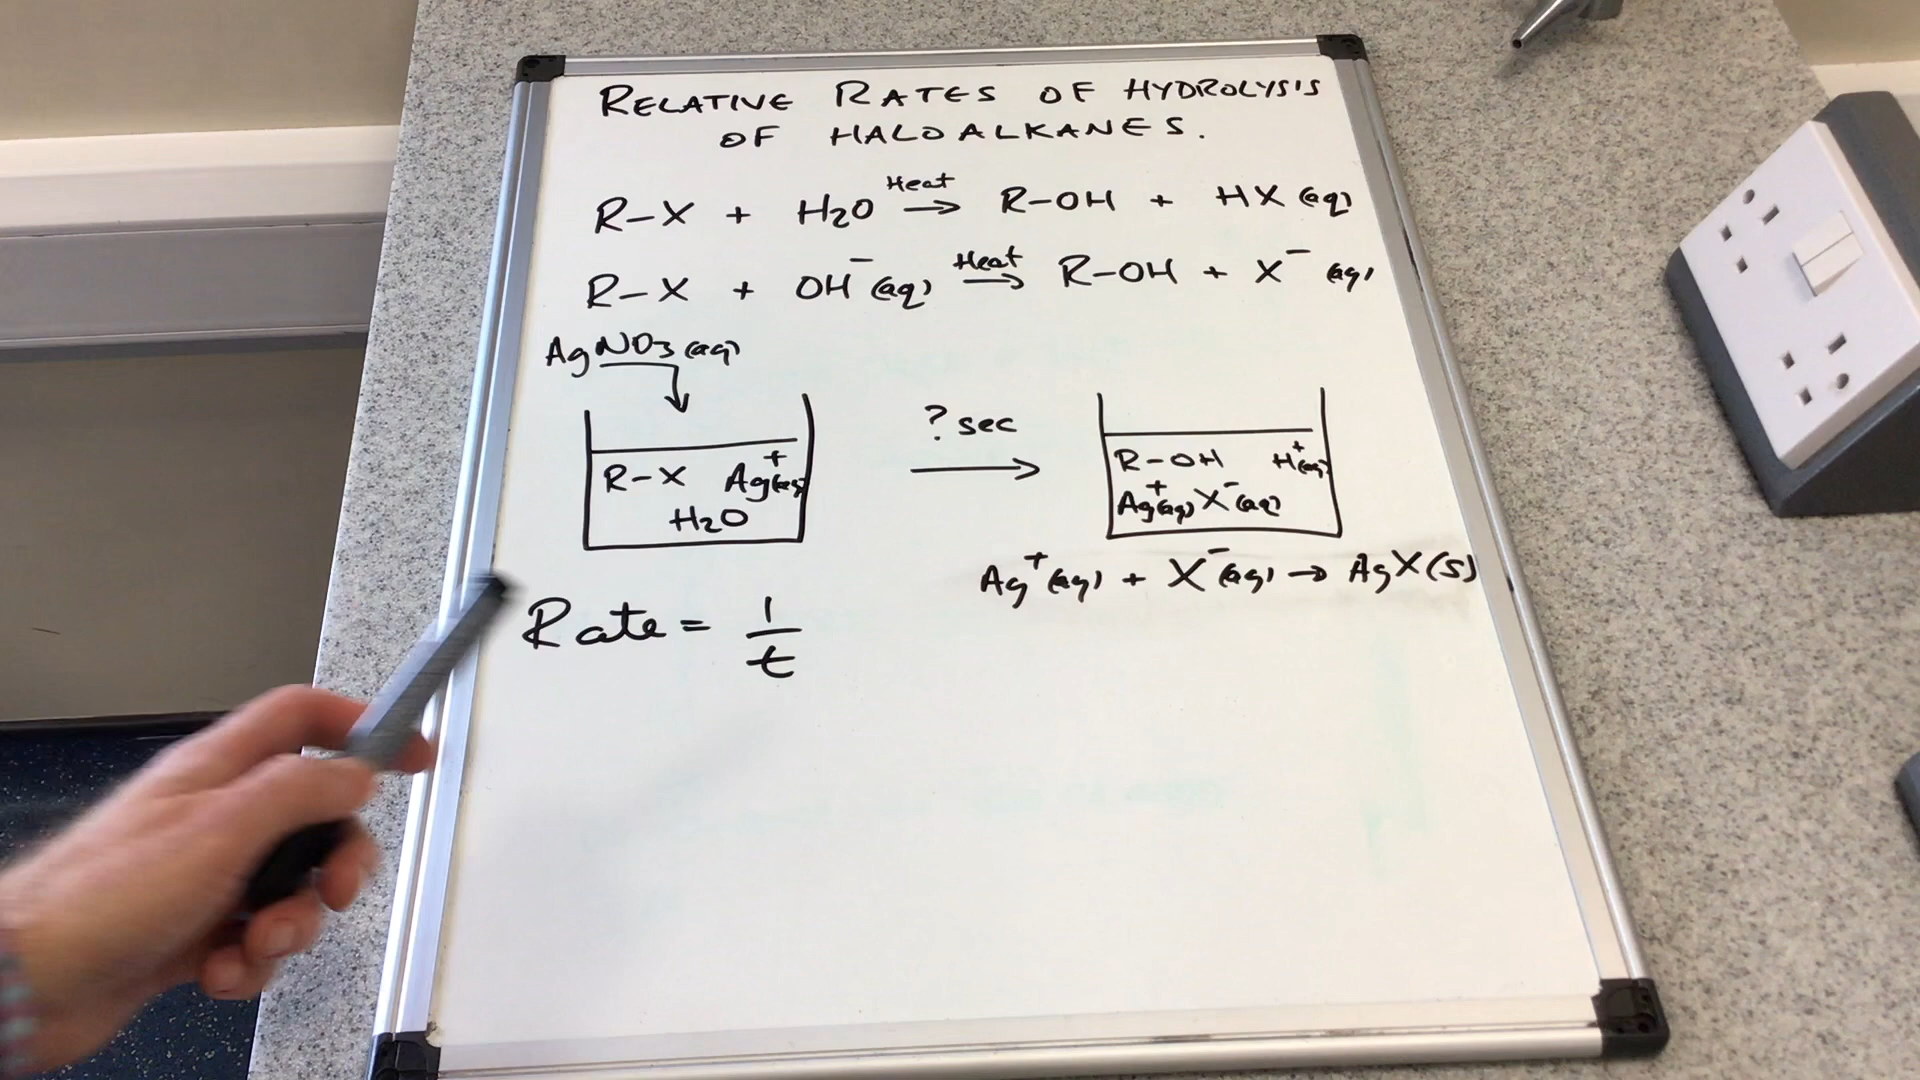 RELATIVE RATES OF HYDROLYSIS
OF HALOALKANES.
Heat
R-X + H2O → R-OH + HX (aq)
Heat
R-X + OH⁻(aq) → R-OH + X⁻ (aq)
AgNO3(aq)
? sec
R-X Ag⁺(aq)
H2O
R-OH H⁺(aq)
Ag⁺(aq) X⁻(aq)
Ag⁺(aq) + X⁻(aq) → AgX(s)
Rate = 1/t